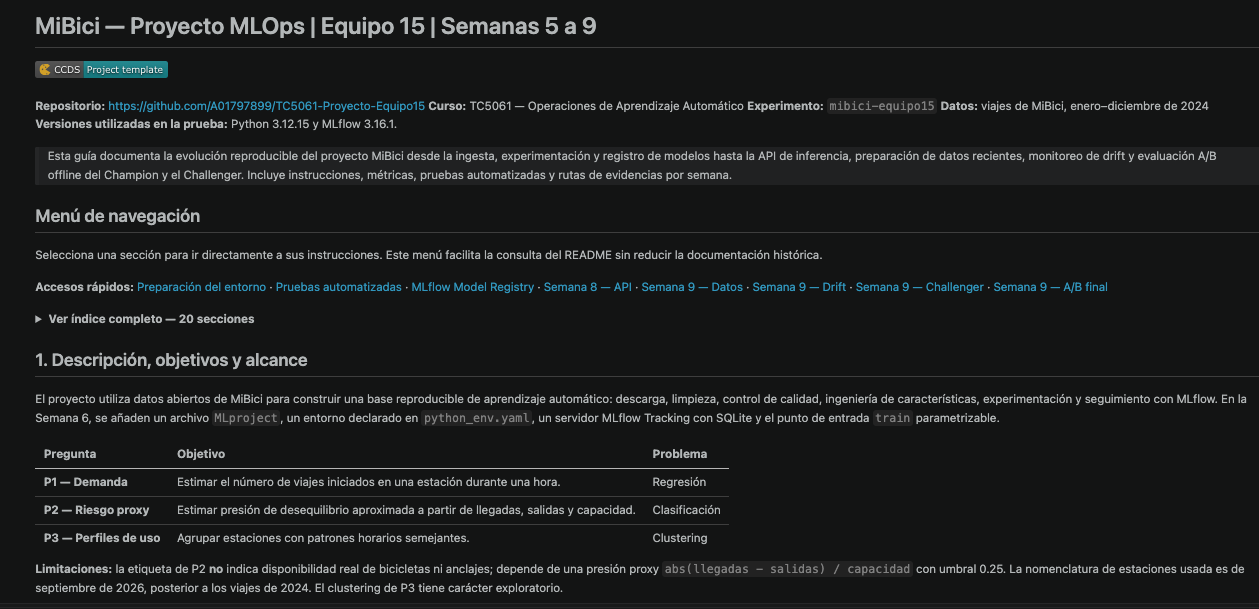 MiBici — Proyecto MLOps | Equipo 15 | Semanas 5 a 9
CCDS Project template
Repositorio: https://github.com/A01797899/TC5061-Proyecto-Equipo15 Curso: TC5061 — Operaciones de Aprendizaje Automático Experimento: mibici-equipo15 Datos: viajes de MiBici, enero–diciembre de 2024
Versiones utilizadas en la prueba: Python 3.12.15 y MLflow 3.16.1.
Esta guía documenta la evolución reproducible del proyecto MiBici desde la ingesta, experimentación y registro de modelos hasta la API de inferencia, preparación de datos recientes, monitoreo de drift y evaluación A/B
offline del Champion y el Challenger. Incluye instrucciones, métricas, pruebas automatizadas y rutas de evidencias por semana.
Menú de navegación
Selecciona una sección para ir directamente a sus instrucciones. Este menú facilita la consulta del README sin reducir la documentación histórica.
Accesos rápidos: Preparación del entorno · Pruebas automatizadas · MLflow Model Registry · Semana 8 — API · Semana 9 — Datos · Semana 9 — Drift · Semana 9 — Challenger · Semana 9 — A/B final
▶ Ver índice completo — 20 secciones
1. Descripción, objetivos y alcance
El proyecto utiliza datos abiertos de MiBici para construir una base reproducible de aprendizaje automático: descarga, limpieza, control de calidad, ingeniería de características, experimentación y seguimiento con MLflow. En la
Semana 6, se añaden un archivo MLproject, un entorno declarado en python_env.yaml, un servidor MLflow Tracking con SQLite y el punto de entrada train parametrizable.
Pregunta Objetivo Problema
P1 — Demanda Estimar el número de viajes iniciados en una estación durante una hora. Regresión
P2 — Riesgo proxy Estimar presión de desequilibrio aproximada a partir de llegadas, salidas y capacidad. Clasificación
P3 — Perfiles de uso Agrupar estaciones con patrones horarios semejantes. Clustering
Limitaciones: la etiqueta de P2 no indica disponibilidad real de bicicletas ni anclajes; depende de una presión proxy abs(llegadas - salidas) / capacidad con umbral 0.25. La nomenclatura de estaciones usada es de
septiembre de 2026, posterior a los viajes de 2024. El clustering de P3 tiene carácter exploratorio.